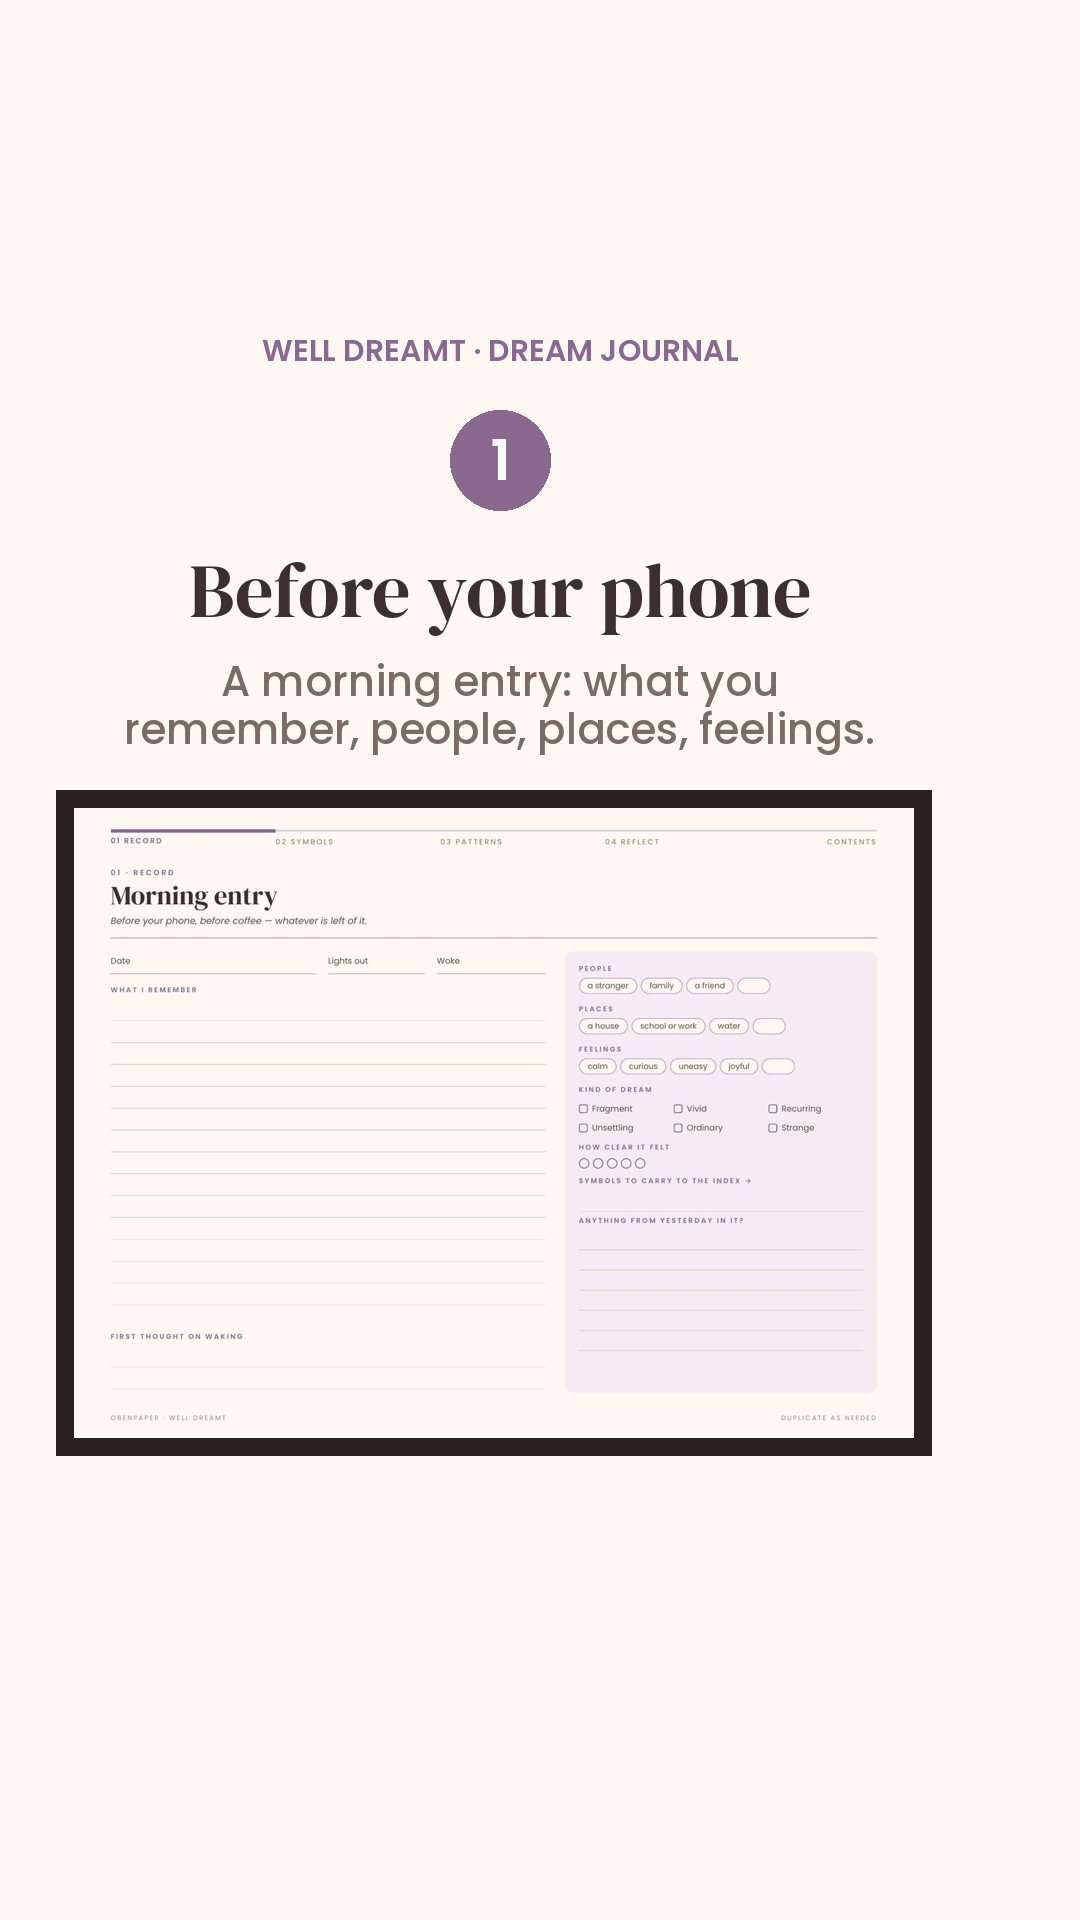 WELL DREAMT · DREAM JOURNAL
1
Before your phone
A morning entry: what you
remember, people, places, feelings.
01 RECORD
02 SYMBOLS
03 PATTERNS
04 REFLECT
CONTENTS
01 · RECORD
Morning entry
Before your phone, before coffee — whatever is left of it.
Date
Lights out
Woke
WHAT I REMEMBER
FIRST THOUGHT ON WAKING
PEOPLE
a stranger
family
a friend
PLACES
a house
school or work
water
FEELINGS
calm
curious
uneasy
joyful
KIND OF DREAM
Fragment
Vivid
Recurring
Unsettling
Ordinary
Strange
HOW CLEAR IT FELT
SYMBOLS TO CARRY TO THE INDEX →
ANYTHING FROM YESTERDAY IN IT?
OBENPAPER · WELL DREAMT
DUPLICATE AS NEEDED